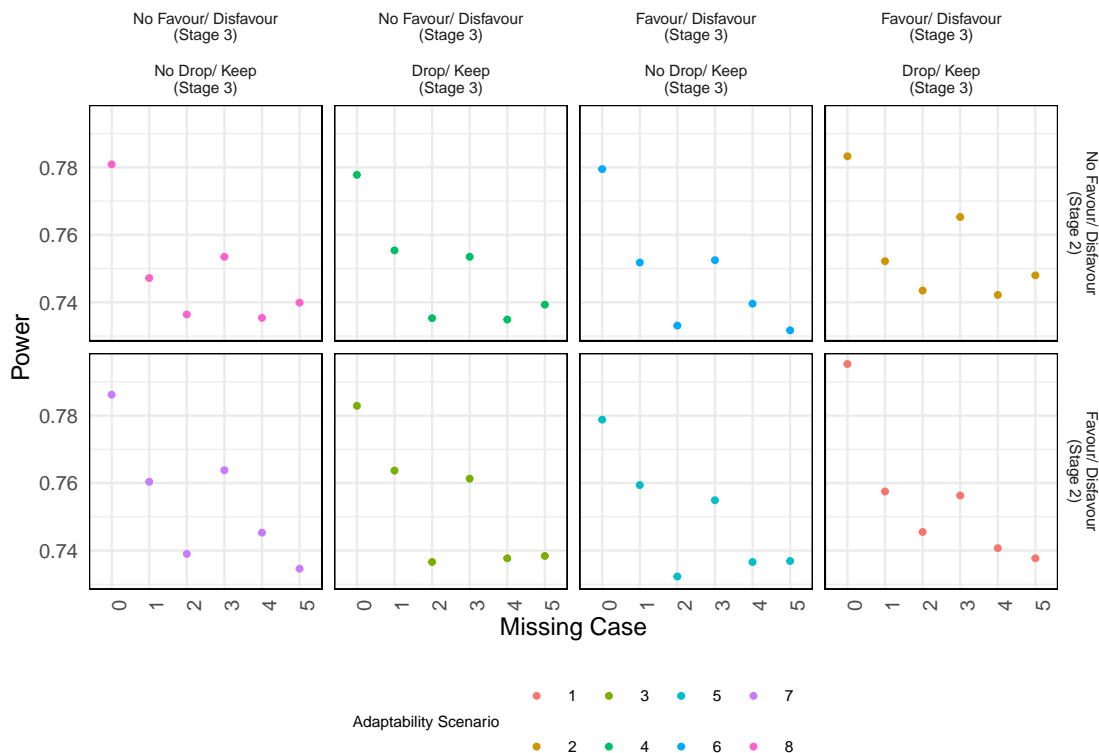 No Favour/ Disfavour
(Stage 3)
No Favour/ Disfavour
(Stage 3)
Favour/ Disfavour
(Stage 3)
Favour/ Disfavour
(Stage 3)
No Drop/ Keep
(Stage 3)
Drop/ Keep
(Stage 3)
No Drop/ Keep
(Stage 3)
Drop/ Keep
(Stage 3)
No Favour/ Disfavour
(Stage 2)
Favour/ Disfavour
(Stage 2)
Power
0.78
0.76
0.74
0.78
0.76
0.74
0 1 2 3 4 5
0 1 2 3 4 5
0 1 2 3 4 5
0 1 2 3 4 5
Missing Case
Adaptability Scenario
1 3 5 7
2 4 6 8